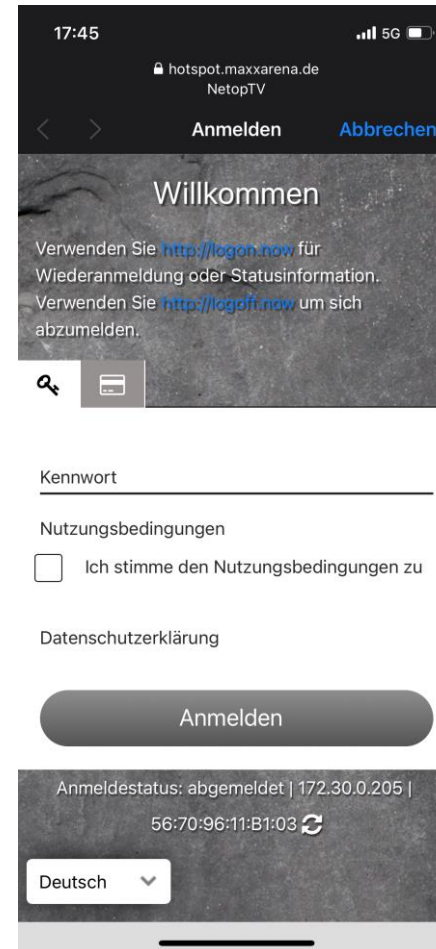 17:45
5G
hotspot.maxxarena.de
NetopTV
Anmelden
Abbrechen
Willkommen
Verwenden Sie http://logon.now für
Wiederanmeldung oder Statusinformation.
Verwenden Sie http://logoff.now um sich
abzumelden.
Kennwort
Nutzungsbedingungen
Ich stimme den Nutzungsbedingungen zu
Datenschutzerklärung
Anmelden
Anmeldestatus: abgemeldet | 172.30.0.205 |
56:70:96:11:B1:03
Deutsch